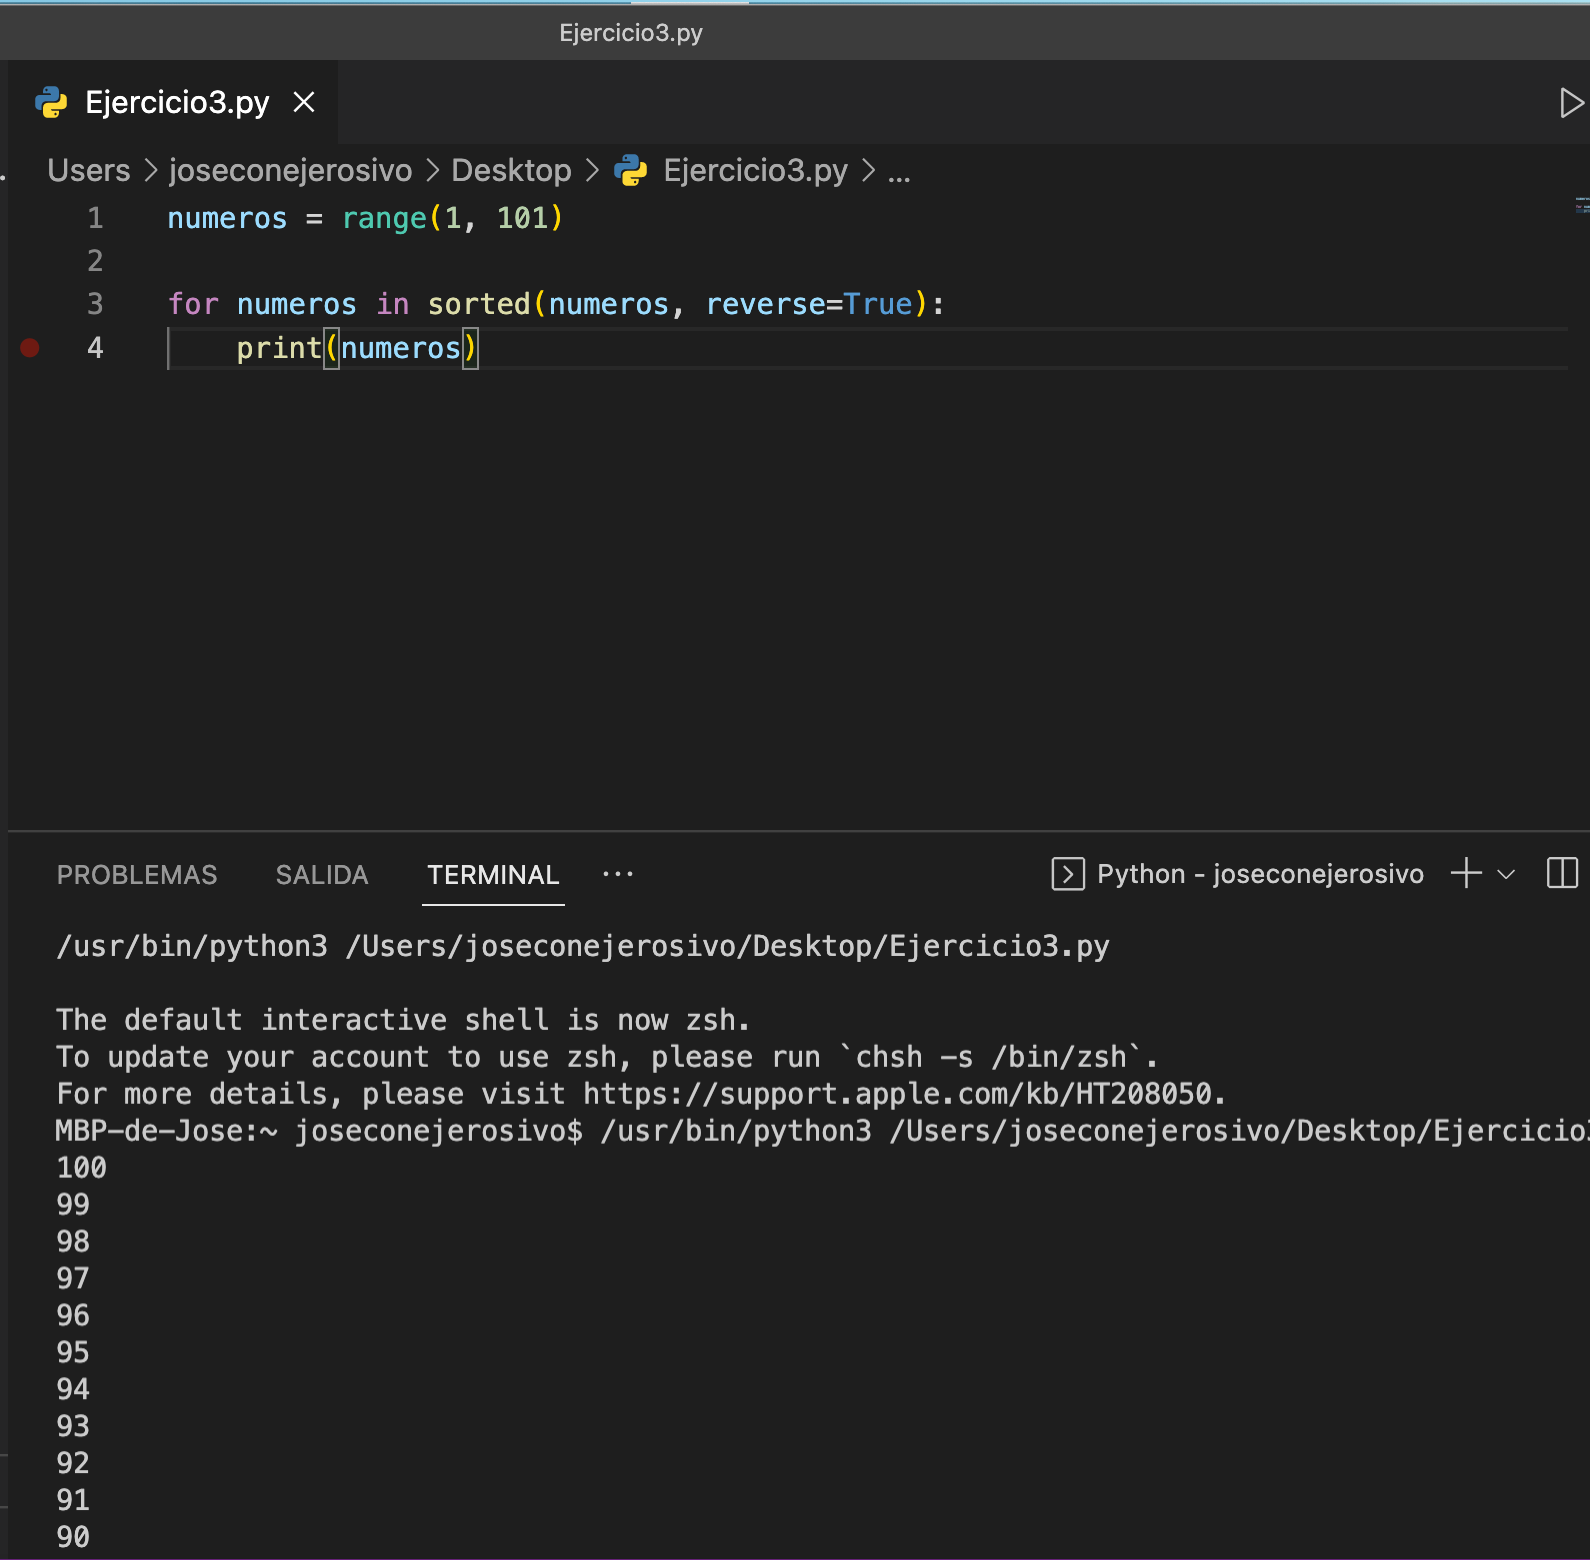 Ejercicio3.py
Ejercicio3.py
Users > joseconejerosivo > Desktop > Ejercicio3.py > ...
1 numeros = range(1, 101)
2
3 for numeros in sorted(numeros, reverse=True):
4     print(numeros)
PROBLEMAS SALIDA TERMINAL ··· Python - joseconejerosivo
/usr/bin/python3 /Users/joseconejerosivo/Desktop/Ejercicio3.py
The default interactive shell is now zsh.
To update your account to use zsh, please run `chsh -s /bin/zsh`.
For more details, please visit https://support.apple.com/kb/HT208050.
MBP-de-Jose:~ joseconejerosivo$ /usr/bin/python3 /Users/joseconejerosivo/Desktop/Ejercicio3
100
99
98
97
96
95
94
93
92
91
90